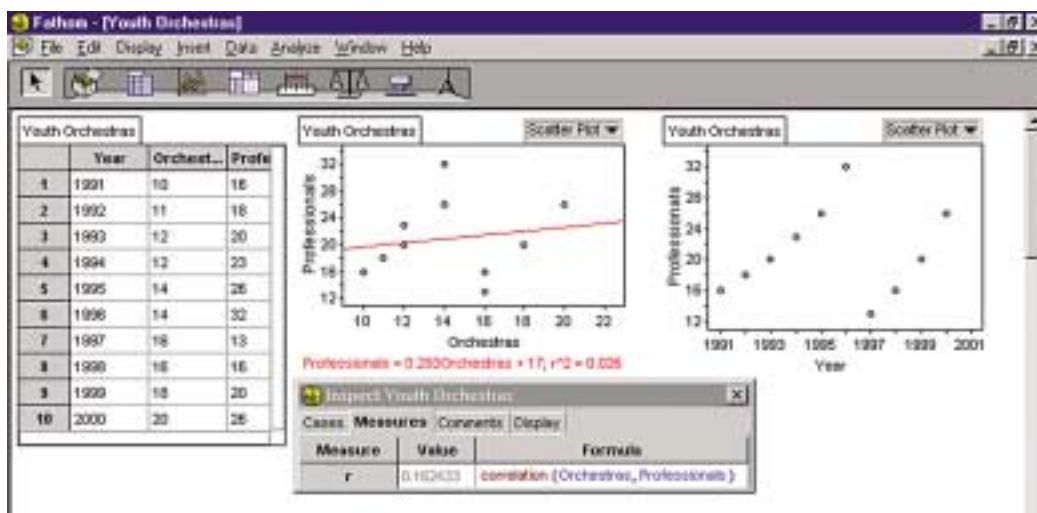 Fathom - [Youth Orchestras]
File Edit Display Insert Data Analyze Window Help
Youth Orchestras
Year Orchest... Profe
1 1991 10 16
2 1992 11 18
3 1993 12 20
4 1994 12 23
5 1995 14 26
6 1996 14 32
7 1997 16 13
8 1998 16 16
9 1999 18 20
10 2000 20 26
Youth Orchestras Scatter Plot
Professionals
32
28
24
20
16
12
10 12 14 16 18 20 22
Orchestras
Professionals = 0.293Orchestras + 17; r^2 = 0.026
Youth Orchestras Scatter Plot
Professionals
32
28
24
20
16
12
1991 1993 1995 1997 1999 2001
Year
Inspect Youth Orchestras
Cases Measures Comments Display
Measure Value Formula
r 0.162433 correlation (Orchestras, Professionals)